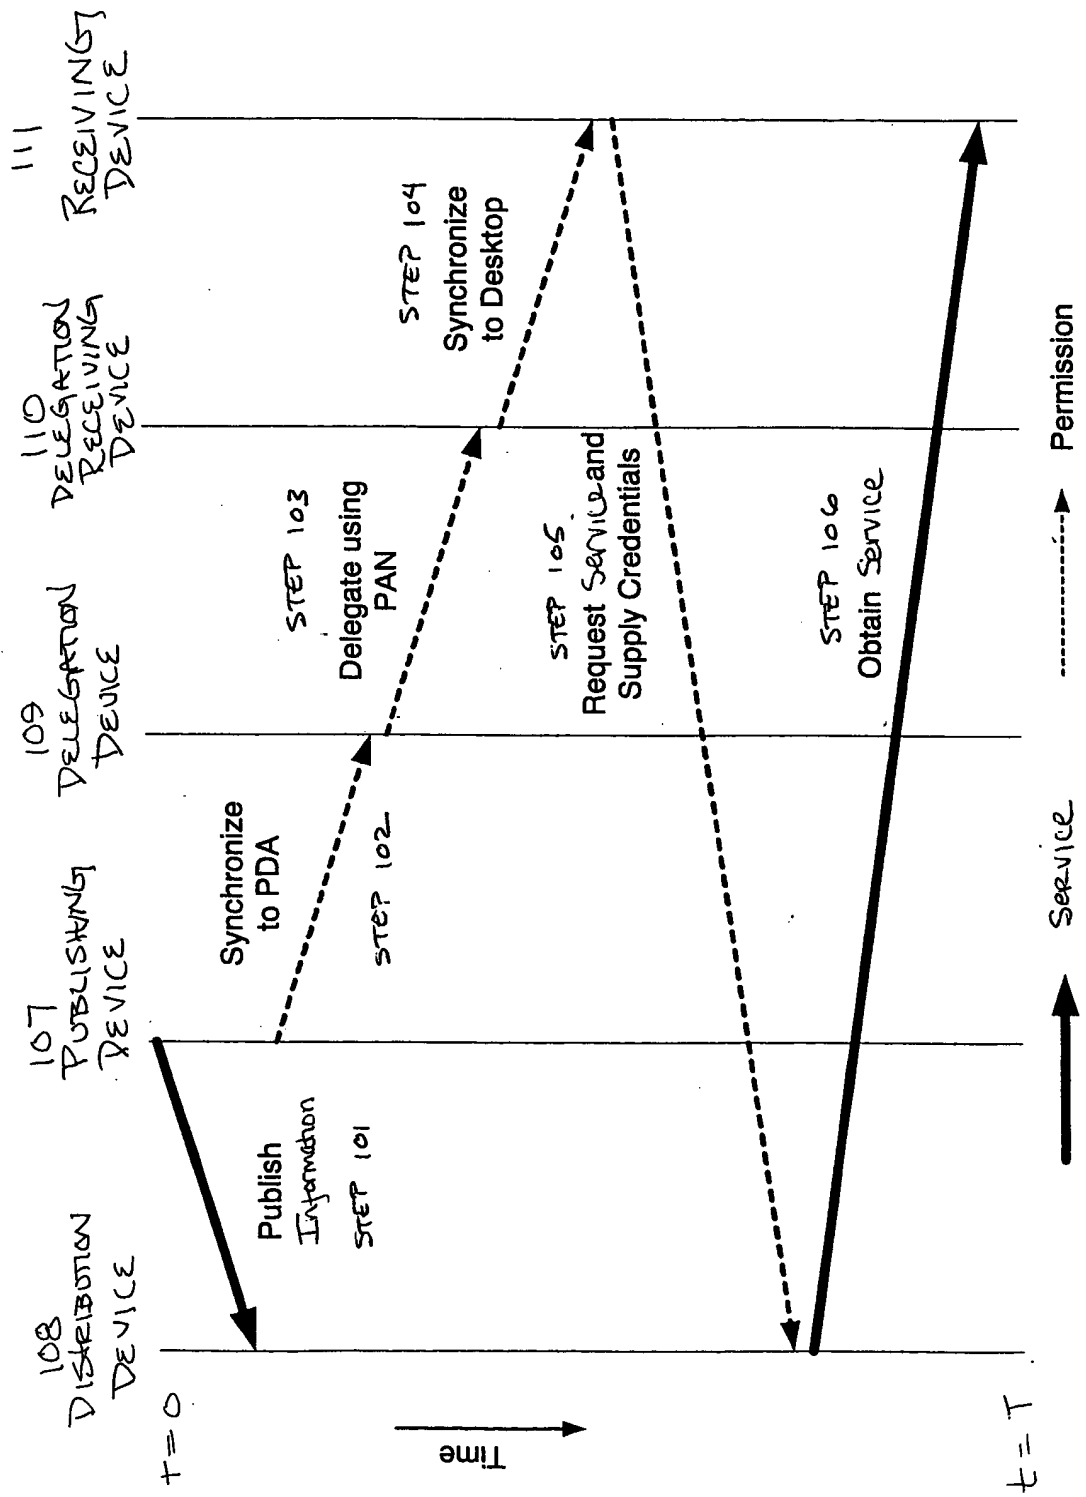 108
DISTRIBUTION
DEVICE
107
PUBLISHING
DEVICE
109
DELEGATION
DEVICE
110
DELEGATION
RECEIVING
DEVICE
111
RECEIVING
DEVICE
t=0
Publish
Information
STEP 101
Synchronize
to PDA
STEP 102
STEP 103
Delegate using
PAN
STEP 104
Synchronize
to Desktop
STEP 105
Request Service and
Supply Credentials
STEP 106
Obtain Service
Time
t=T
Service
Permission